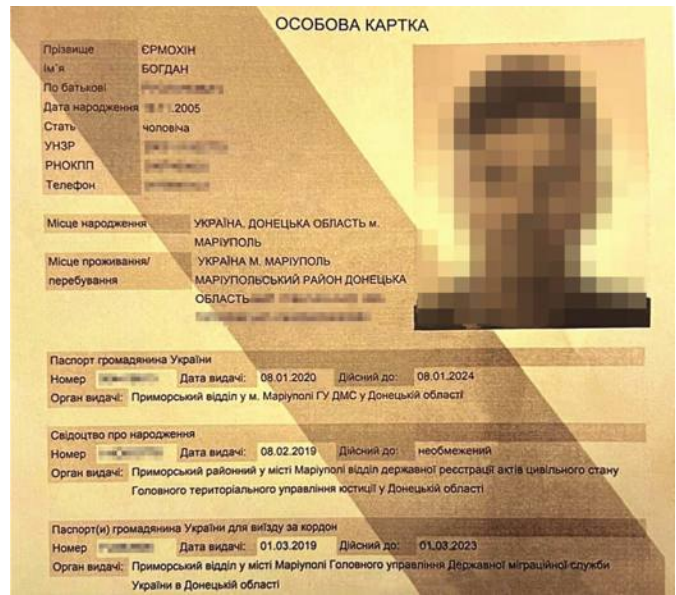 ОСОБОВА КАРТКА
Прізвище ЄРМОХІН
Ім'я БОГДАН
По батькові
Дата народження .2005
Стать чоловіча
УНЗР
РНОКПП
Телефон
Місце народження УКРАЇНА, ДОНЕЦЬКА ОБЛАСТЬ м.
МАРІУПОЛЬ
Місце проживання/ УКРАЇНА М. МАРІУПОЛЬ
перебування МАРІУПОЛЬСЬКИЙ РАЙОН ДОНЕЦЬКА
ОБЛАСТЬ
Паспорт громадянина України
Номер Дата видачі: 08.01.2020 Дійсний до: 08.01.2024
Орган видачі: Приморський відділ у м. Маріуполі ГУ ДМС у Донецькій області
Свідоцтво про народження
Номер Дата видачі: 08.02.2019 Дійсний до: необмежений
Орган видачі: Приморський районний у місті Маріуполі відділ державної реєстрації актів цивільного стану
Головного територіального управління юстиції у Донецькій області
Паспорт(и) громадянина України для виїзду за кордон
Номер Дата видачі: 01.03.2019 Дійсний до: 01.03.2023
Орган видачі: Приморський відділ у місті Маріуполі Головного управління Державної міграційної служби
України в Донецькій області